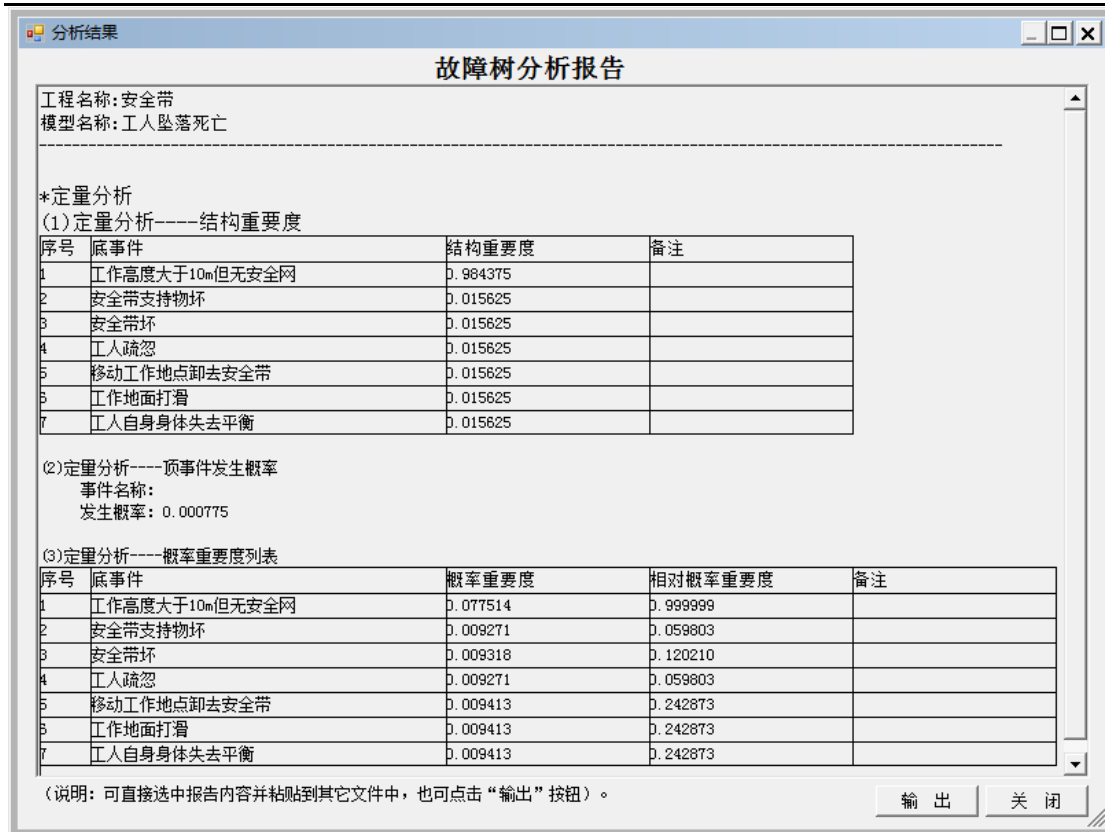 分析结果
故障树分析报告
工程名称:安全带
模型名称:工人坠落死亡
*定量分析
(1)定量分析----结构重要度
序号 底事件 结构重要度 备注
1 工作高度大于10m但无安全网 0.984375
2 安全带支持物坏 0.015625
3 安全带坏 0.015625
4 工人疏忽 0.015625
5 移动工作地点卸去安全带 0.015625
6 工作地面打滑 0.015625
7 工人自身身体失去平衡 0.015625
(2)定量分析----顶事件发生概率
事件名称:
发生概率: 0.000775
(3)定量分析----概率重要度列表
序号 底事件 概率重要度 相对概率重要度 备注
1 工作高度大于10m但无安全网 0.077514 0.999999
2 安全带支持物坏 0.009271 0.059803
3 安全带坏 0.009318 0.120210
4 工人疏忽 0.009271 0.059803
5 移动工作地点卸去安全带 0.009413 0.242873
6 工作地面打滑 0.009413 0.242873
7 工人自身身体失去平衡 0.009413 0.242873
(说明: 可直接选中报告内容并粘贴到其它文件中, 也可点击“输出”按钮)。
输 出 关 闭